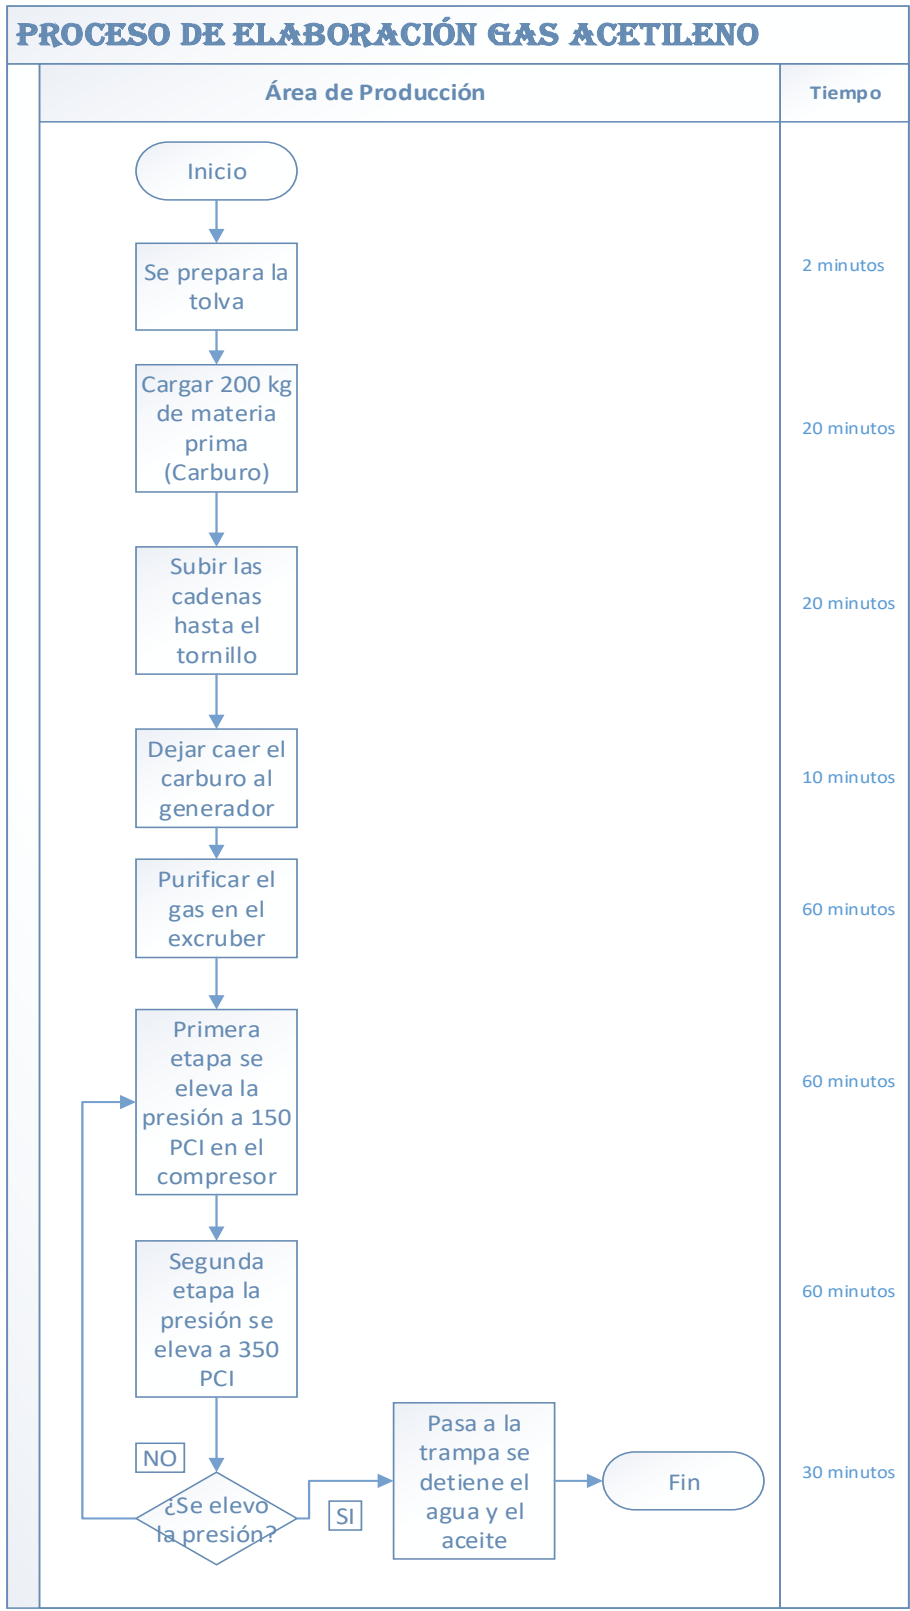 PROCESO DE ELABORACIÓN GAS ACETILENO
Área de Producción
Tiempo
Inicio
Se prepara la
tolva
2 minutos
Cargar 200 kg
de materia
prima
(Carburo)
20 minutos
Subir las
cadenas
hasta el
tornillo
20 minutos
Dejar caer el
carburo al
generador
10 minutos
Purificar el
gas en el
excruber
60 minutos
Primera
etapa se
eleva la
presión a 150
PCI en el
compresor
60 minutos
Segunda
etapa la
presión se
eleva a 350
PCI
60 minutos
NO
¿Se elevo
la presión?
SI
Pasa a la
trampa se
detiene el
agua y el
aceite
Fin
30 minutos